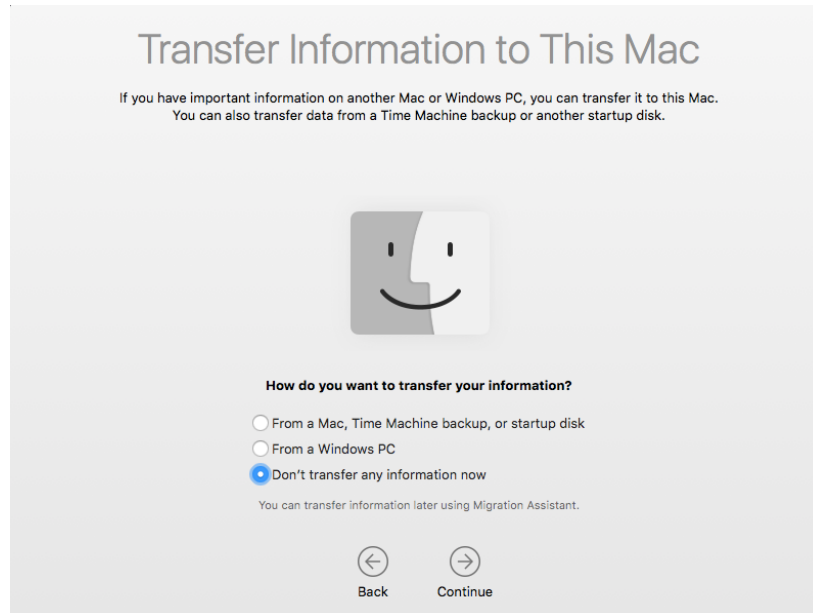 Transfer Information to This Mac
If you have important information on another Mac or Windows PC, you can transfer it to this Mac.
You can also transfer data from a Time Machine backup or another startup disk.
How do you want to transfer your information?
From a Mac, Time Machine backup, or startup disk
From a Windows PC
Don't transfer any information now
You can transfer information later using Migration Assistant.
Back Continue